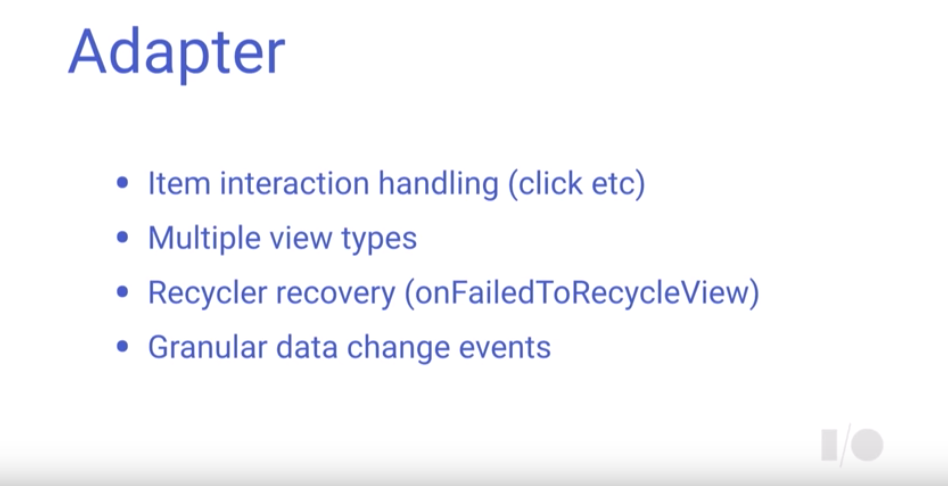 Adapter
• Item interaction handling (click etc)
• Multiple view types
• Recycler recovery (onFailedToRecycleView)
• Granular data change events
I/O